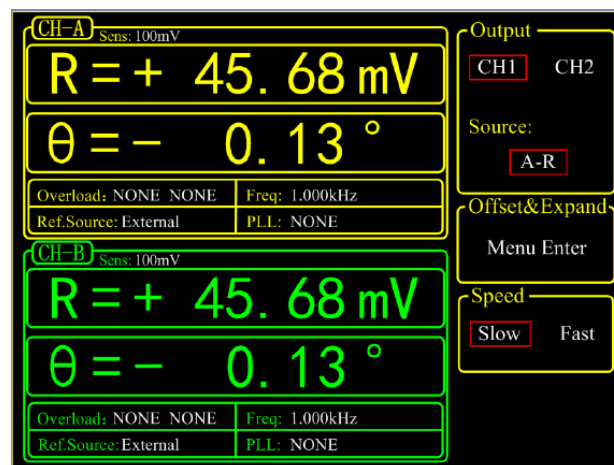 CH-A Sens: 100mV
R = + 45.68 mV
θ = - 0.13 °
Overload: NONE NONE Freq: 1.000kHz
Ref.Source: External PLL: NONE
CH-B Sens: 100mV
R = + 45.68 mV
θ = - 0.13 °
Overload: NONE NONE Freq: 1.000kHz
Ref.Source: External PLL: NONE
Output
CH1 CH2
Source:
A-R
Offset&Expand
Menu Enter
Speed
Slow Fast